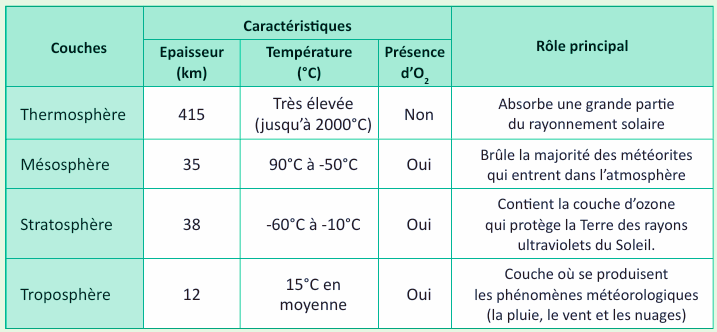 Couches
Caractéristiques
Rôle principal
Epaisseur
(km)
Température
(°C)
Présence
d'O2
Thermosphère
415
Très élevée
(jusqu'à 2000°C)
Non
Absorbe une grande partie
du rayonnement solaire
Mésosphère
35
90°C à -50°C
Oui
Brûle la majorité des météorites
qui entrent dans l'atmosphère
Stratosphère
38
-60°C à -10°C
Oui
Contient la couche d'ozone
qui protège la Terre des rayons
ultraviolets du Soleil.
Troposphère
12
15°C en
moyenne
Oui
Couche où se produisent
les phénomènes météorologiques
(la pluie, le vent et les nuages)